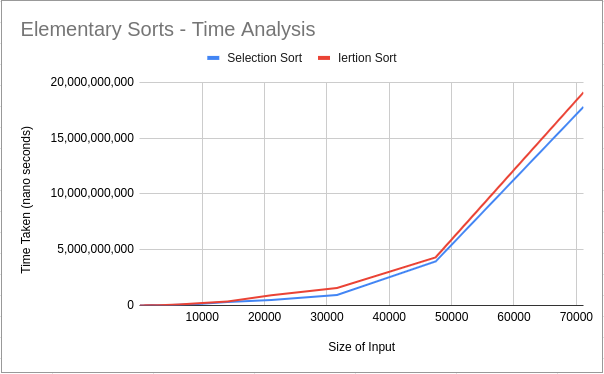 Elementary Sorts - Time Analysis
Selection Sort Iertion Sort
20,000,000,000
15,000,000,000
10,000,000,000
5,000,000,000
0
Time Taken (nano seconds)
10000 20000 30000 40000 50000 60000 70000
Size of Input